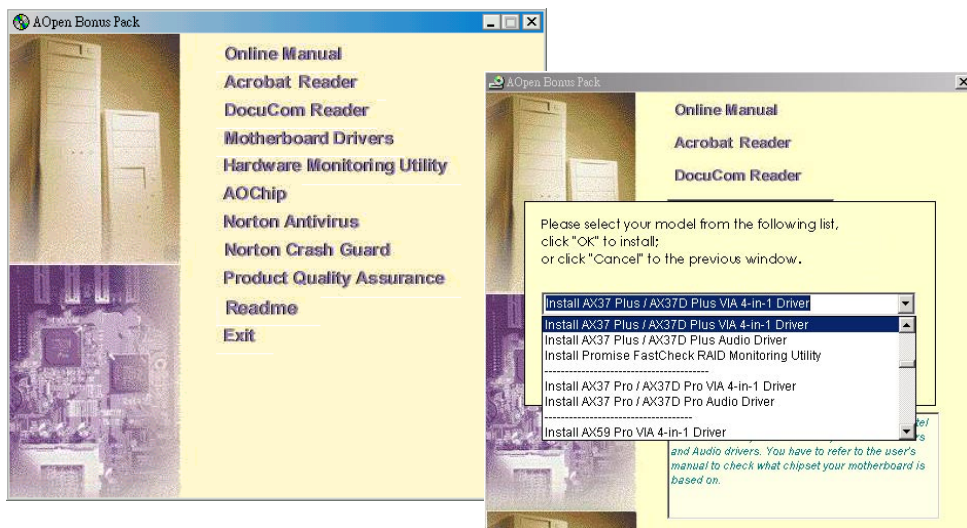 AOpen Bonus Pack
Online Manual
Acrobat Reader
DocuCom Reader
Motherboard Drivers
Hardware Monitoring Utility
AOChip
Norton Antivirus
Norton Crash Guard
Product Quality Assurance
Readme
Exit
AOpen Bonus Pack
Online Manual
Acrobat Reader
DocuCom Reader
Please select your model from the following list,
click "OK" to install;
or click "Cancel" to the previous window.
Install AX37 Plus / AX37D Plus VIA 4-in-1 Driver
Install AX37 Plus / AX37D Plus VIA 4-in-1 Driver
Install AX37 Plus / AX37D Plus Audio Driver
Install Promise FastCheck RAID Monitoring Utility
----------------------------------------
Install AX37 Pro / AX37D Pro VIA 4-in-1 Driver
Install AX37 Pro / AX37D Pro Audio Driver
------------------------------------
Install AX59 Pro VIA 4-in-1 Driver
and Audio drivers. You have to refer to the user's
manual to check what chipset your motherboard is
based on.